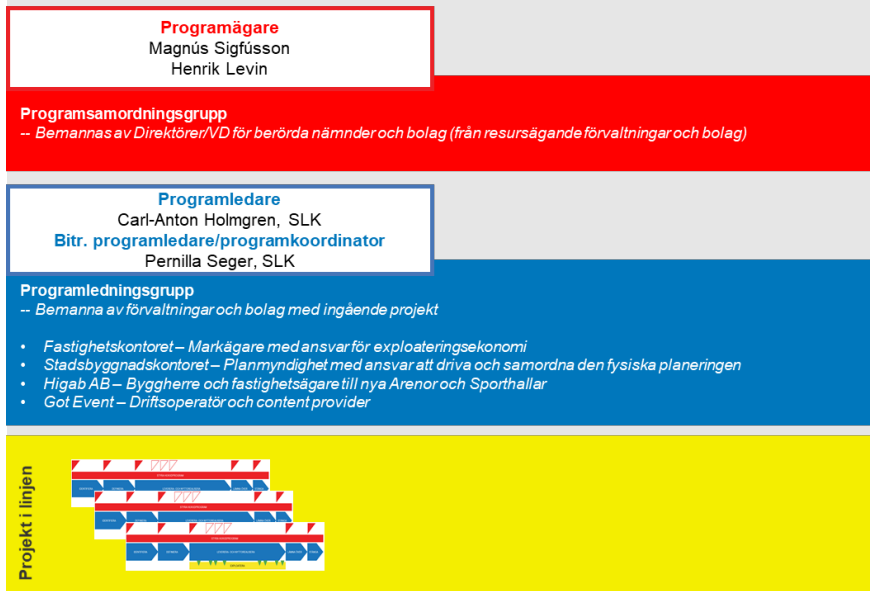 Programägare
Magnús Sigfússon
Henrik Levin
Programsamordningsgrupp
-- Bemannas av Direktörer/VD för berörda nämnder och bolag (från resursägande förvaltningar och bolag)
Programledare
Carl-Anton Holmgren, SLK
Bitr. programledare/programkoordinator
Pernilla Seger, SLK
Programledningsgrupp
-- Bemanna av förvaltningar och bolag med ingående projekt
• Fastighetskontoret – Markägare med ansvar för exploateringsekonomi
• Stadsbyggnadskontoret – Planmyndighet med ansvar att driva och samordna den fysiska planeringen
• Higab AB – Byggherre och fastighetsägare till nya Arenor och Sporthallar
• Got Event – Driftsoperatör och content provider
Projekt i linjen